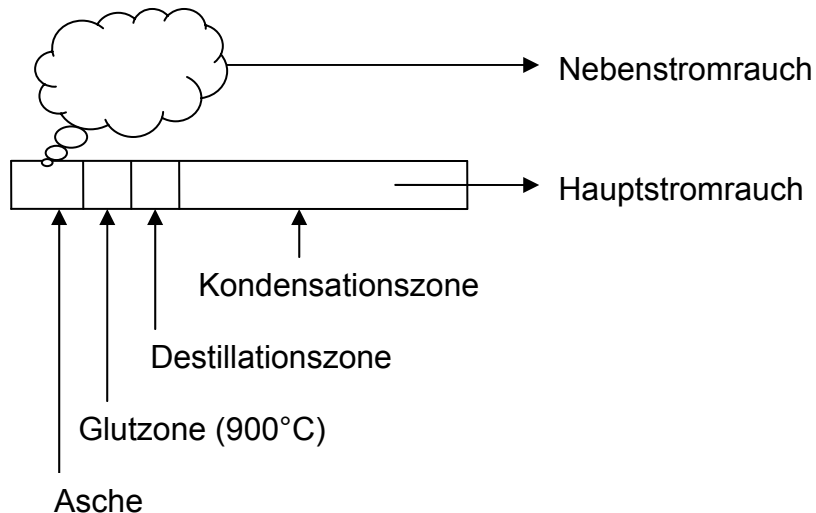 Nebenstromrauch
Hauptstromrauch
Kondensationszone
Destillationszone
Glutzone (900°C)
Asche